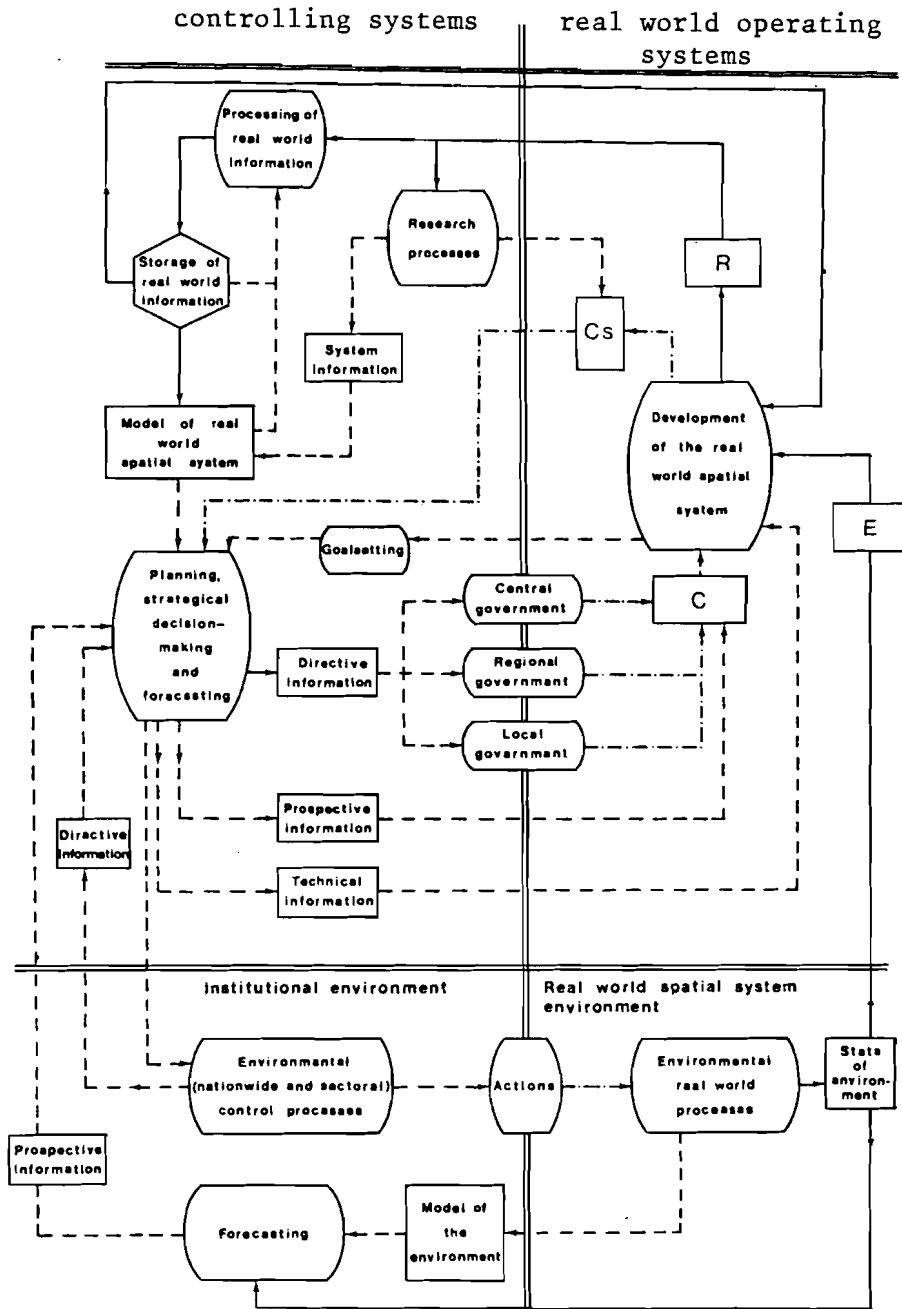 controlling systems
real world operating
systems
Processing of
real world
information
Research
processes
R
Storage of
real world
information
Cs
System
information
Model of real
world
spatial system
Development
of the real
world spatial
system
E
Goalsetting
Planning,
strategical
decision-
making
and
forecasting
Central
government
C
Directive
information
Regional
government
Local
government
Prospective
information
Diractive
information
Technical
information
Institutional environment
Real world spatial system
environment
Environmental
(nationwide and sectoral)
control processes
Actions
Environmental
real world
processes
State
of
environ-
ment
Prospective
information
Forecasting
Model of
the
environment